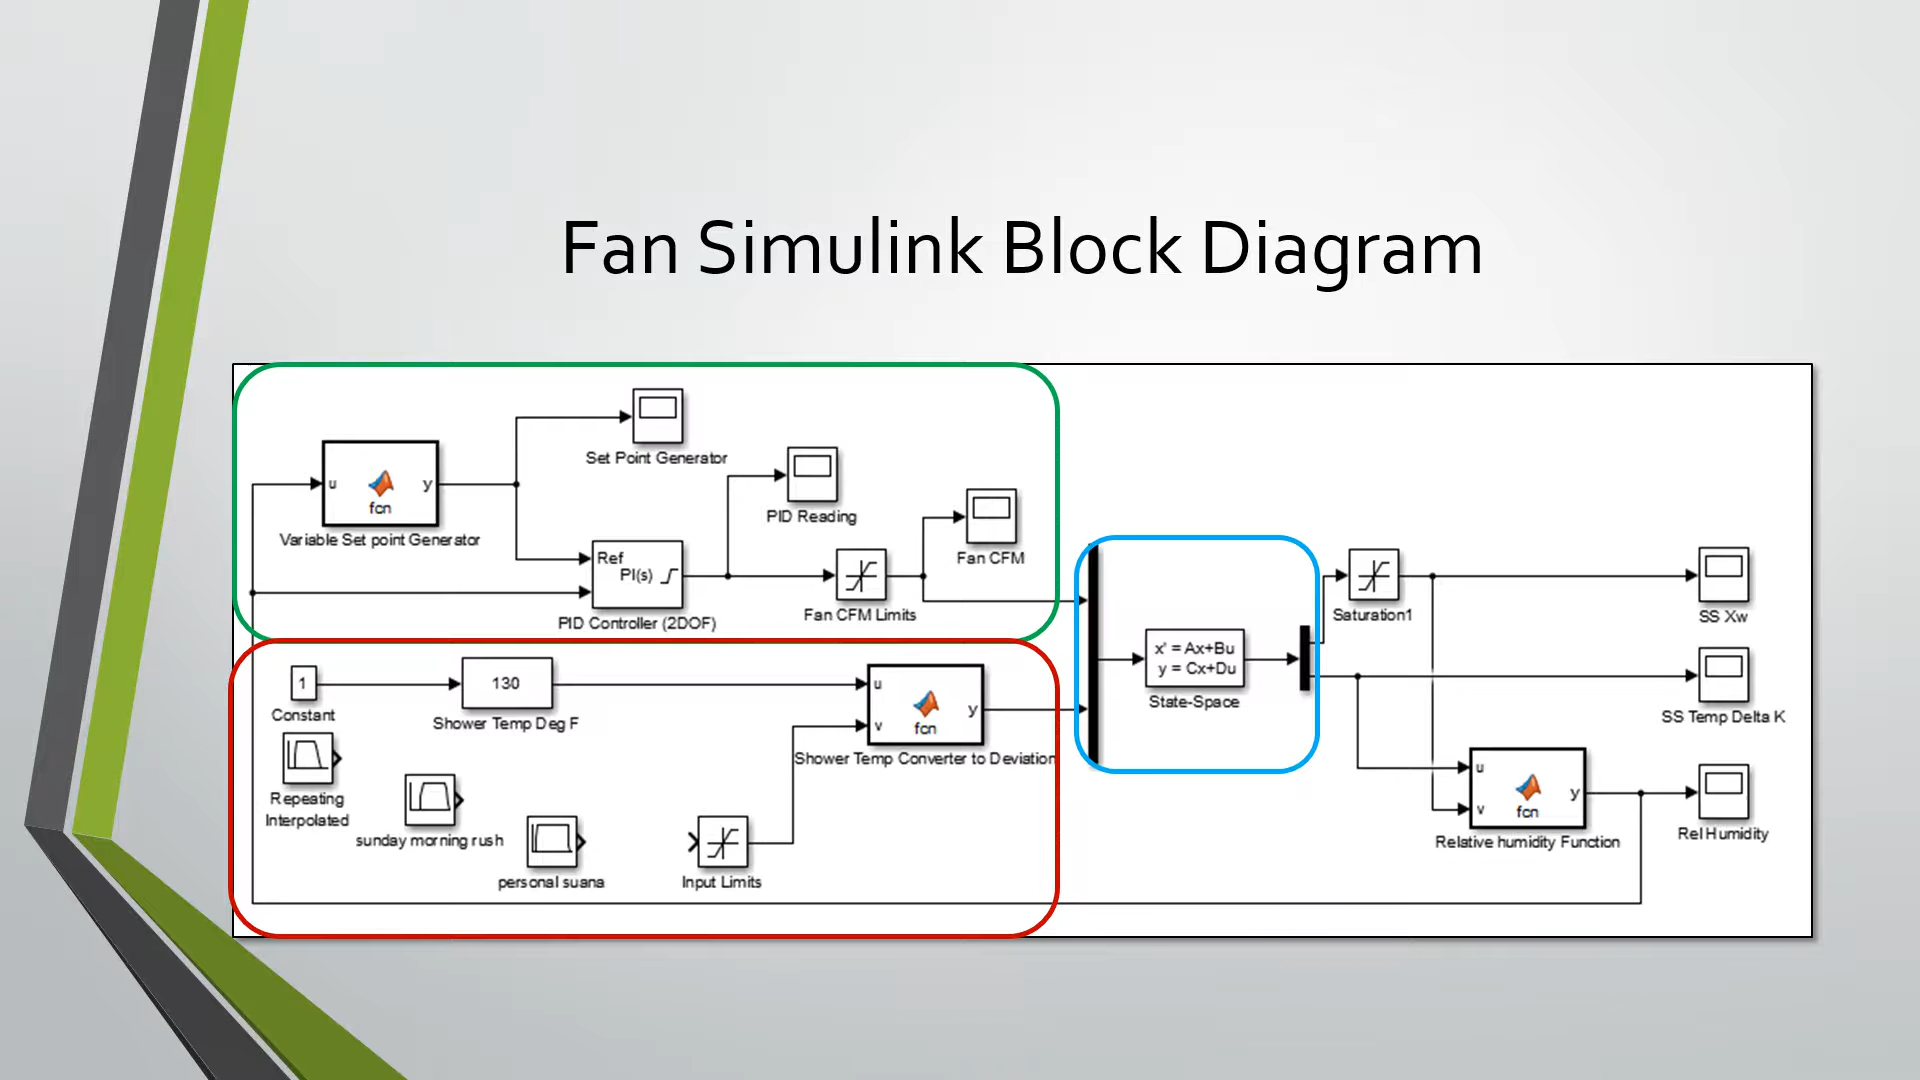 Fan Simulink Block Diagram
Set Point Generator
u
y
fcn
Variable Set point Generator
PID Reading
Fan CFM
Ref
PI(s)
PID Controller (2DOF)
Fan CFM Limits
1
Constant
130
Shower Temp Deg F
u
v
y
fcn
Shower Temp Converter to Deviation
Repeating
Interpolated
sunday morning rush
personal suana
Input Limits
x' = Ax+Bu
y = Cx+Du
State-Space
Saturation1
SS Xw
SS Temp Delta K
u
v
y
fcn
Relative humidity Function
Rel Humidity